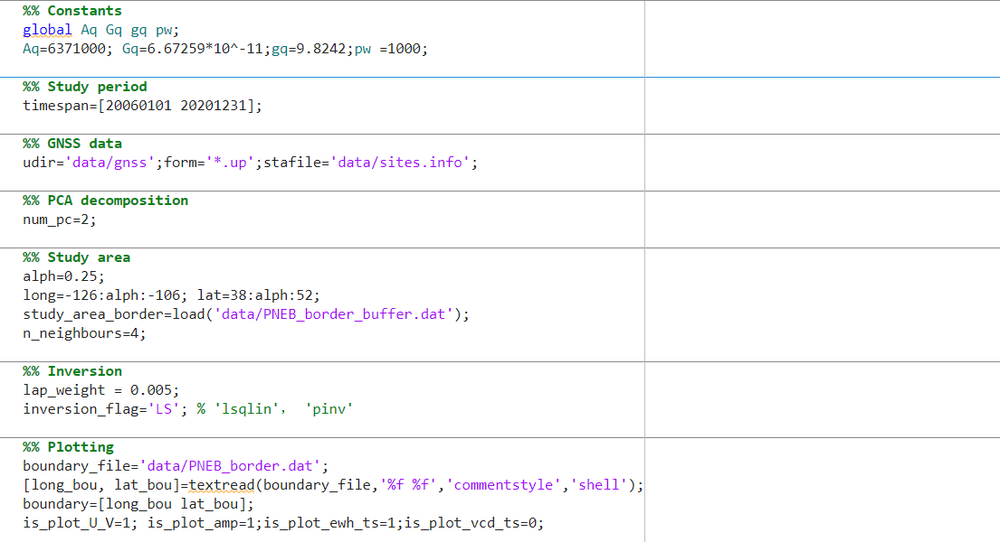 %% Constants
global Aq Gq gq pw;
Aq=6371000; Gq=6.67259*10^-11;gq=9.8242;pw =1000;
%% Study period
timespan=[20060101 20201231];
%% GNSS data
udir='data/gnss';form='*.up';stafile='data/sites.info';
%% PCA decomposition
num_pc=2;
%% Study area
alph=0.25;
long=-126:alph:-106; lat=38:alph:52;
study_area_border=load('data/PNEB_border_buffer.dat');
n_neighbours=4;
%% Inversion
lap_weight = 0.005;
inversion_flag='LS'; % 'lsqlin', 'pinv'
%% Plotting
boundary_file='data/PNEB_border.dat';
[long_bou, lat_bou]=textread(boundary_file,'%f %f','commentstyle','shell');
boundary=[long_bou lat_bou];
is_plot_U_V=1; is_plot_amp=1;is_plot_ewh_ts=1;is_plot_vcd_ts=0;